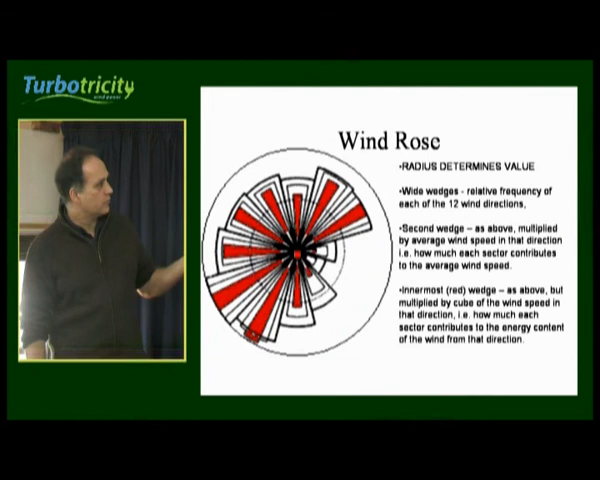 Turbotricity
wind power
Wind Rose
•RADIUS DETERMINES VALUE
•Wide wedges - relative frequency of
each of the 12 wind directions,
•Second wedge – as above, multiplied
by average wind speed in that direction
i.e. how much each sector contributes
to the average wind speed.
•Innermost (red) wedge – as above, but
multiplied by cube of the wind speed in
that direction, i.e. how much each
sector contributes to the energy content
of the wind from that direction.